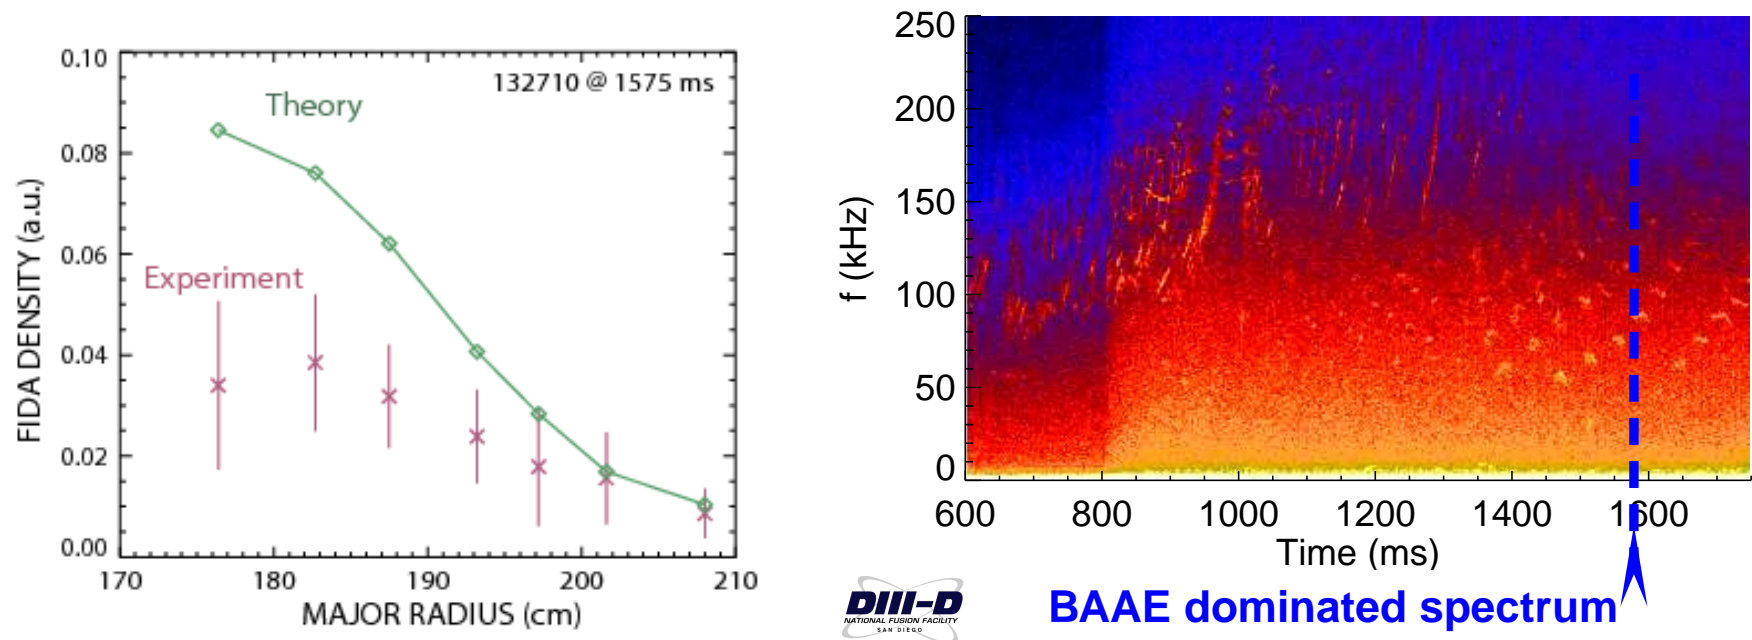 0.10
0.08
0.06
0.04
0.02
0.00
FIDA DENSITY (a.u.)
132710 @ 1575 ms
Theory
Experiment
170 180 190 200 210
MAJOR RADIUS (cm)
250
200
150
100
50
0
f (kHz)
600 800 1000 1200 1400 1600
Time (ms)
DIII-D
NATIONAL FUSION FACILITY
SAN DIEGO
BAAE dominated spectrum